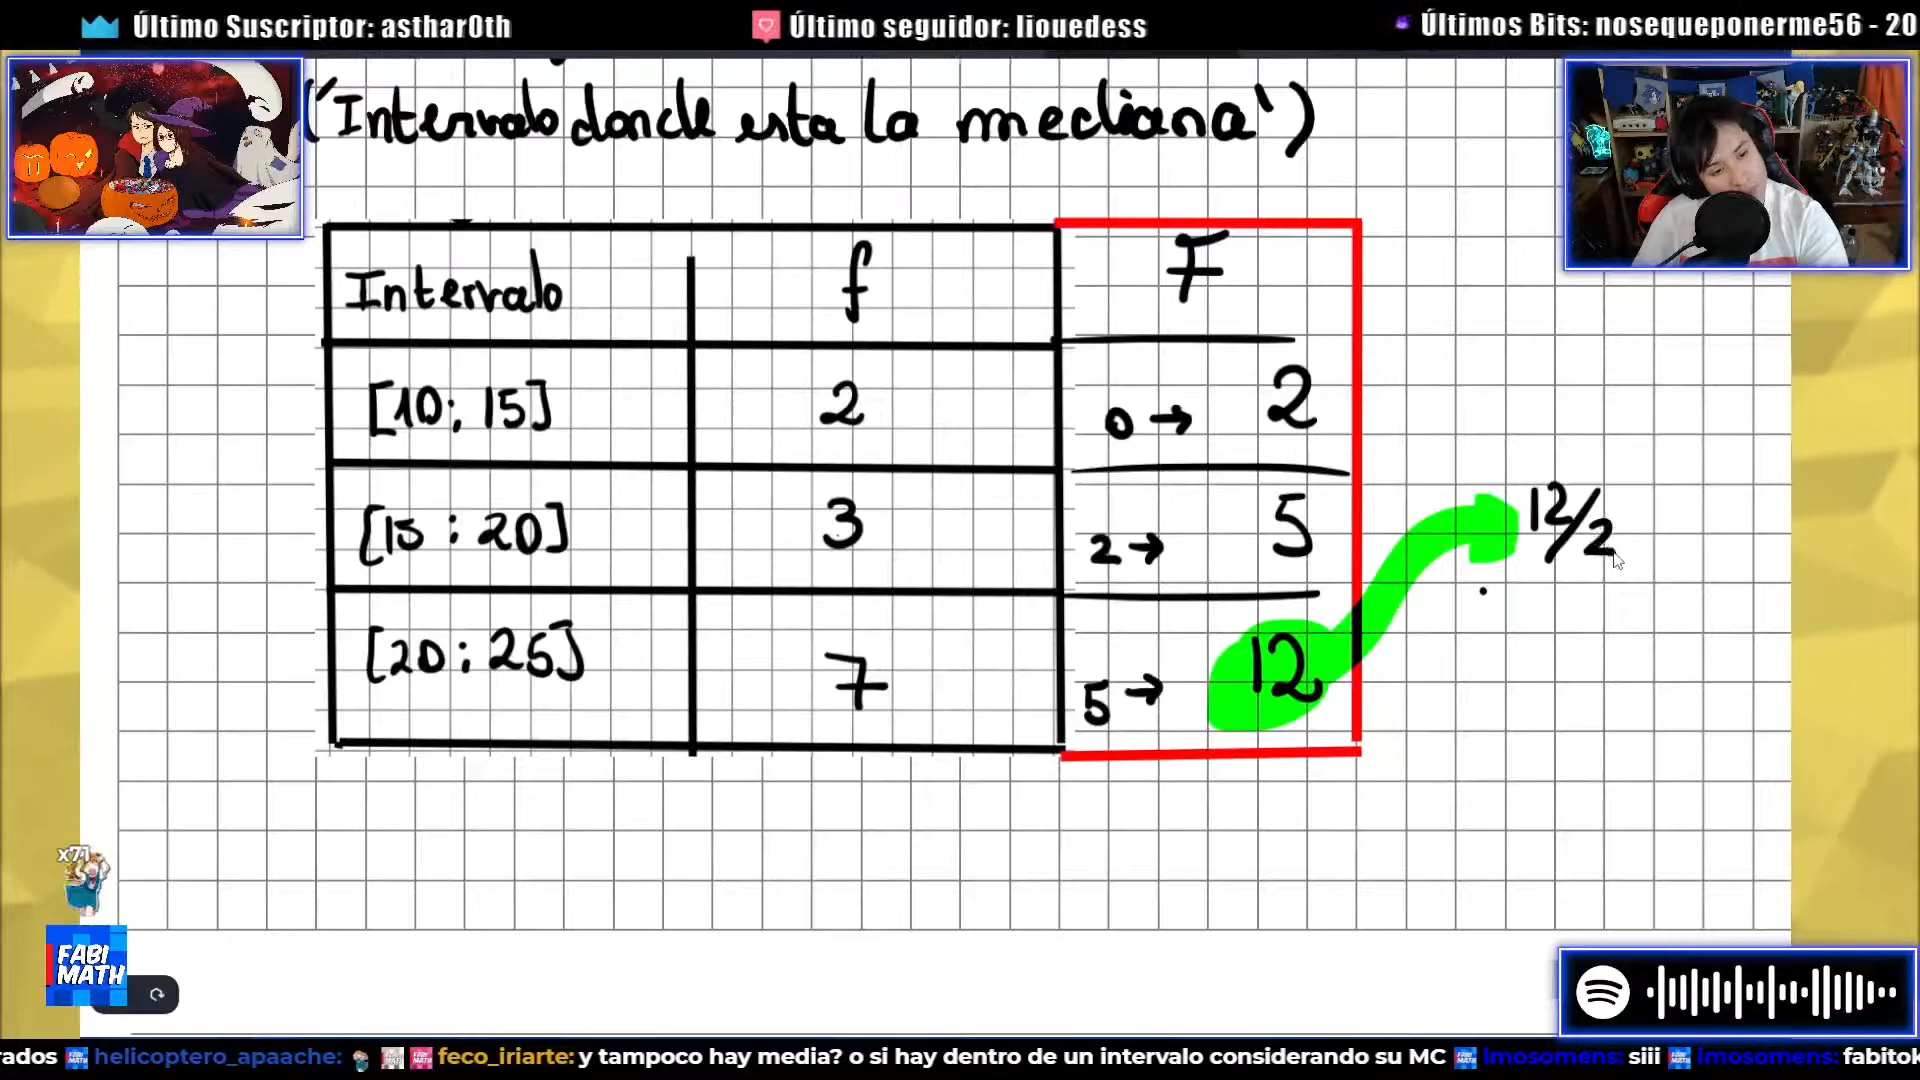 Último Suscriptor: asthar0th
Último seguidor: liouedess
Últimos Bits: nosequeponerme56 - 20
("Intervalo donde esta la mediana")
Intervalo f F
[10; 15] 2 0 → 2
[15 : 20] 3 2 → 5
[20 : 25] 7 5 → 12
12/2
x71
FABI
MATH
rados helicoptero_apaache: feco_iriarte: y tampoco hay media? o si hay dentro de un intervalo considerando su MC lmosomens: siii lmosomens: fabitok